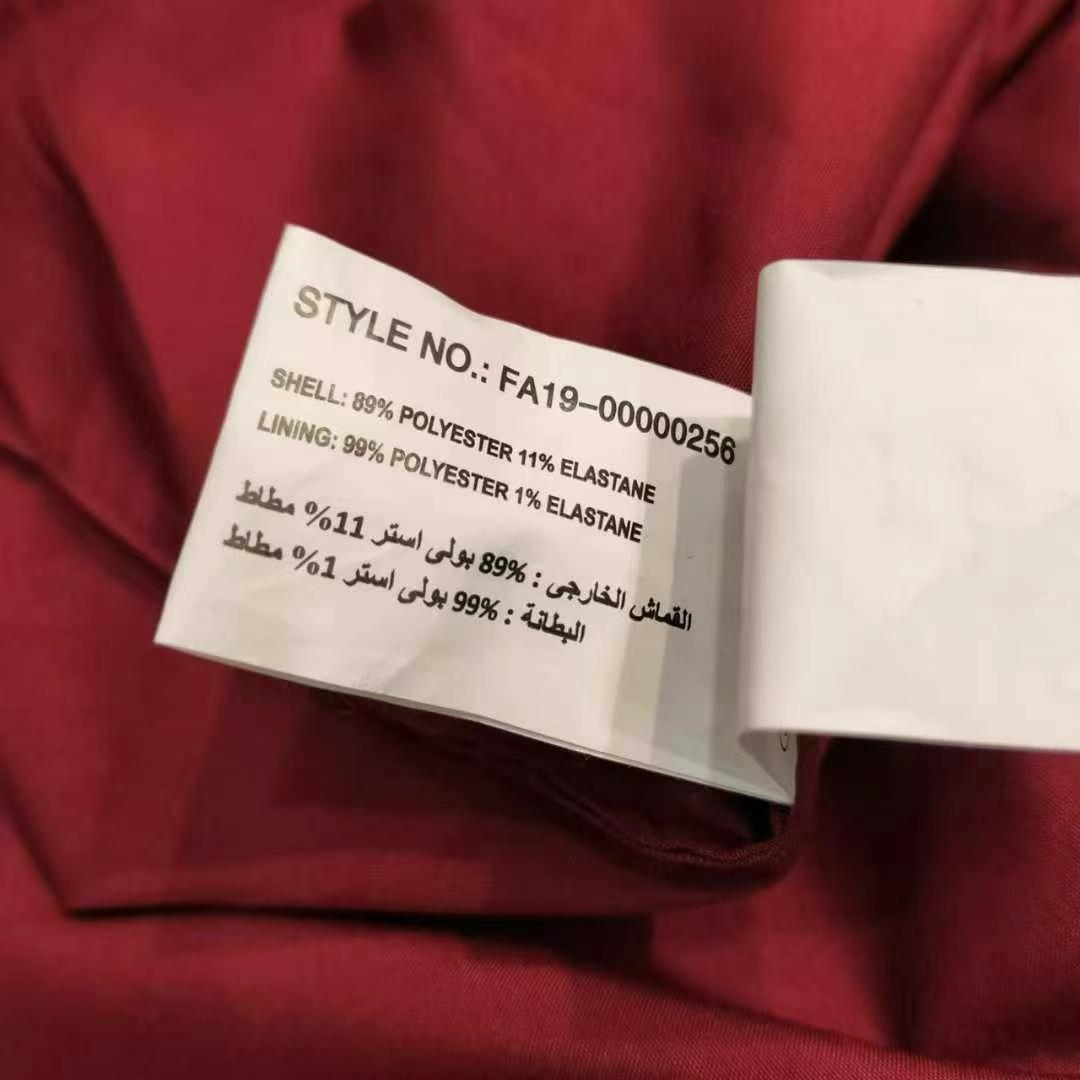 STYLE NO.: FA19-00000256
SHELL: 89% POLYESTER 11% ELASTANE
LINING: 99% POLYESTER 1% ELASTANE
القماش الخارجى : 89% بولى استر 11% مطاط
البطانة : 99% بولى استر 1% مطاط